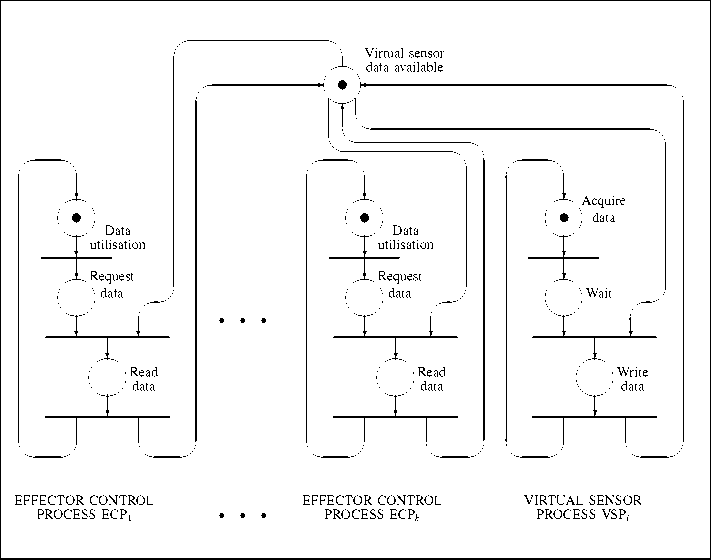 Virtual sensor
data available
Data
utilisation
Request
data
Read
data
Data
utilisation
Request
data
Read
data
Acquire
data
Wait
Write
data
EFFECTOR CONTROL
PROCESS ECP₁
EFFECTOR CONTROL
PROCESS ECPₖ
VIRTUAL SENSOR
PROCESS VSPᵢ